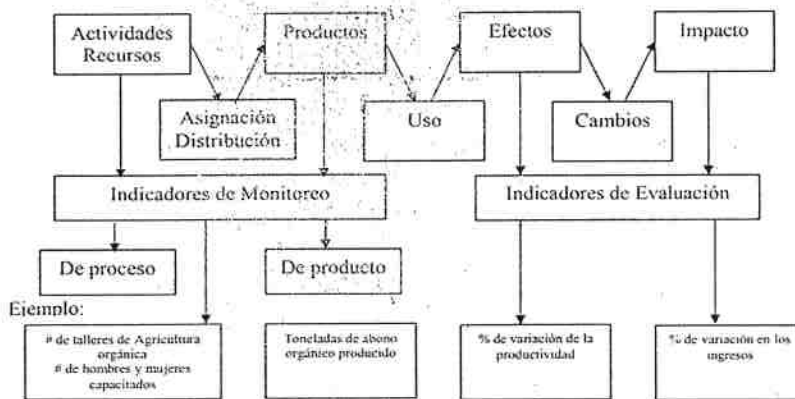 Actividades
Recursos
Productos
Efectos
Impacto
Asignación
Distribución
Uso
Cambios
Indicadores de Monitoreo
Indicadores de Evaluación
De proceso
De producto
Ejemplo:
# de talleres de Agricultura
orgánica
# de hombres y mujeres
capacitados
Toneladas de abono
orgánico producido
% de variación de la
productividad
% de variación en los
ingresos